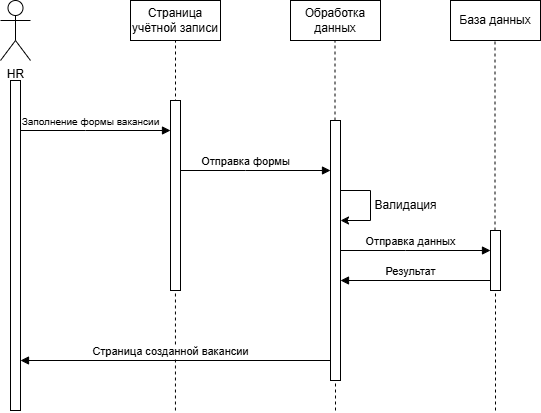 Страница
учётной записи
Обработка
данных
База данных
HR
Заполнение формы вакансии
Отправка формы
Валидация
Отправка данных
Результат
Страница созданной вакансии